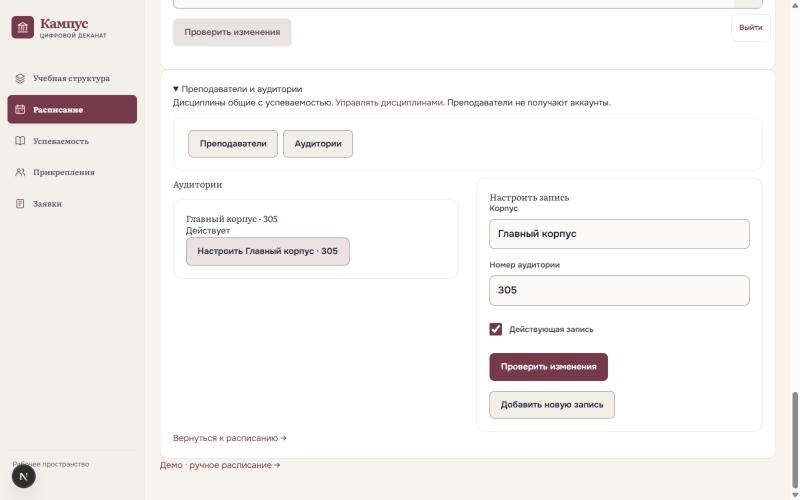 Кампус
ЦИФРОВОЙ ДЕКАНАТ
Учебная структура
Расписание
Успеваемость
Прикрепления
Заявки
Рабочее пространство
N
Выйти
Проверить изменения
▼ Преподаватели и аудитории
Дисциплины общие с успеваемостью. Управлять дисциплинами. Преподаватели не получают аккаунты.
Преподаватели Аудитории
Аудитории
Главный корпус · 305
Действует
Настроить Главный корпус · 305
Настроить запись
Корпус
Главный корпус
Номер аудитории
305
Действующая запись
Проверить изменения
Добавить новую запись
Вернуться к расписанию →
Демо · ручное расписание →